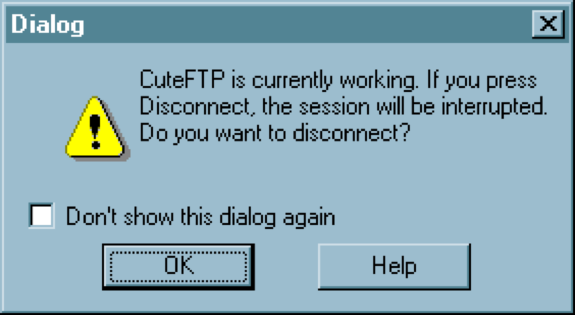 Dialog
CuteFTP is currently working. If you press
Disconnect, the session will be interrupted.
Do you want to disconnect?
Don't show this dialog again
OK
Help